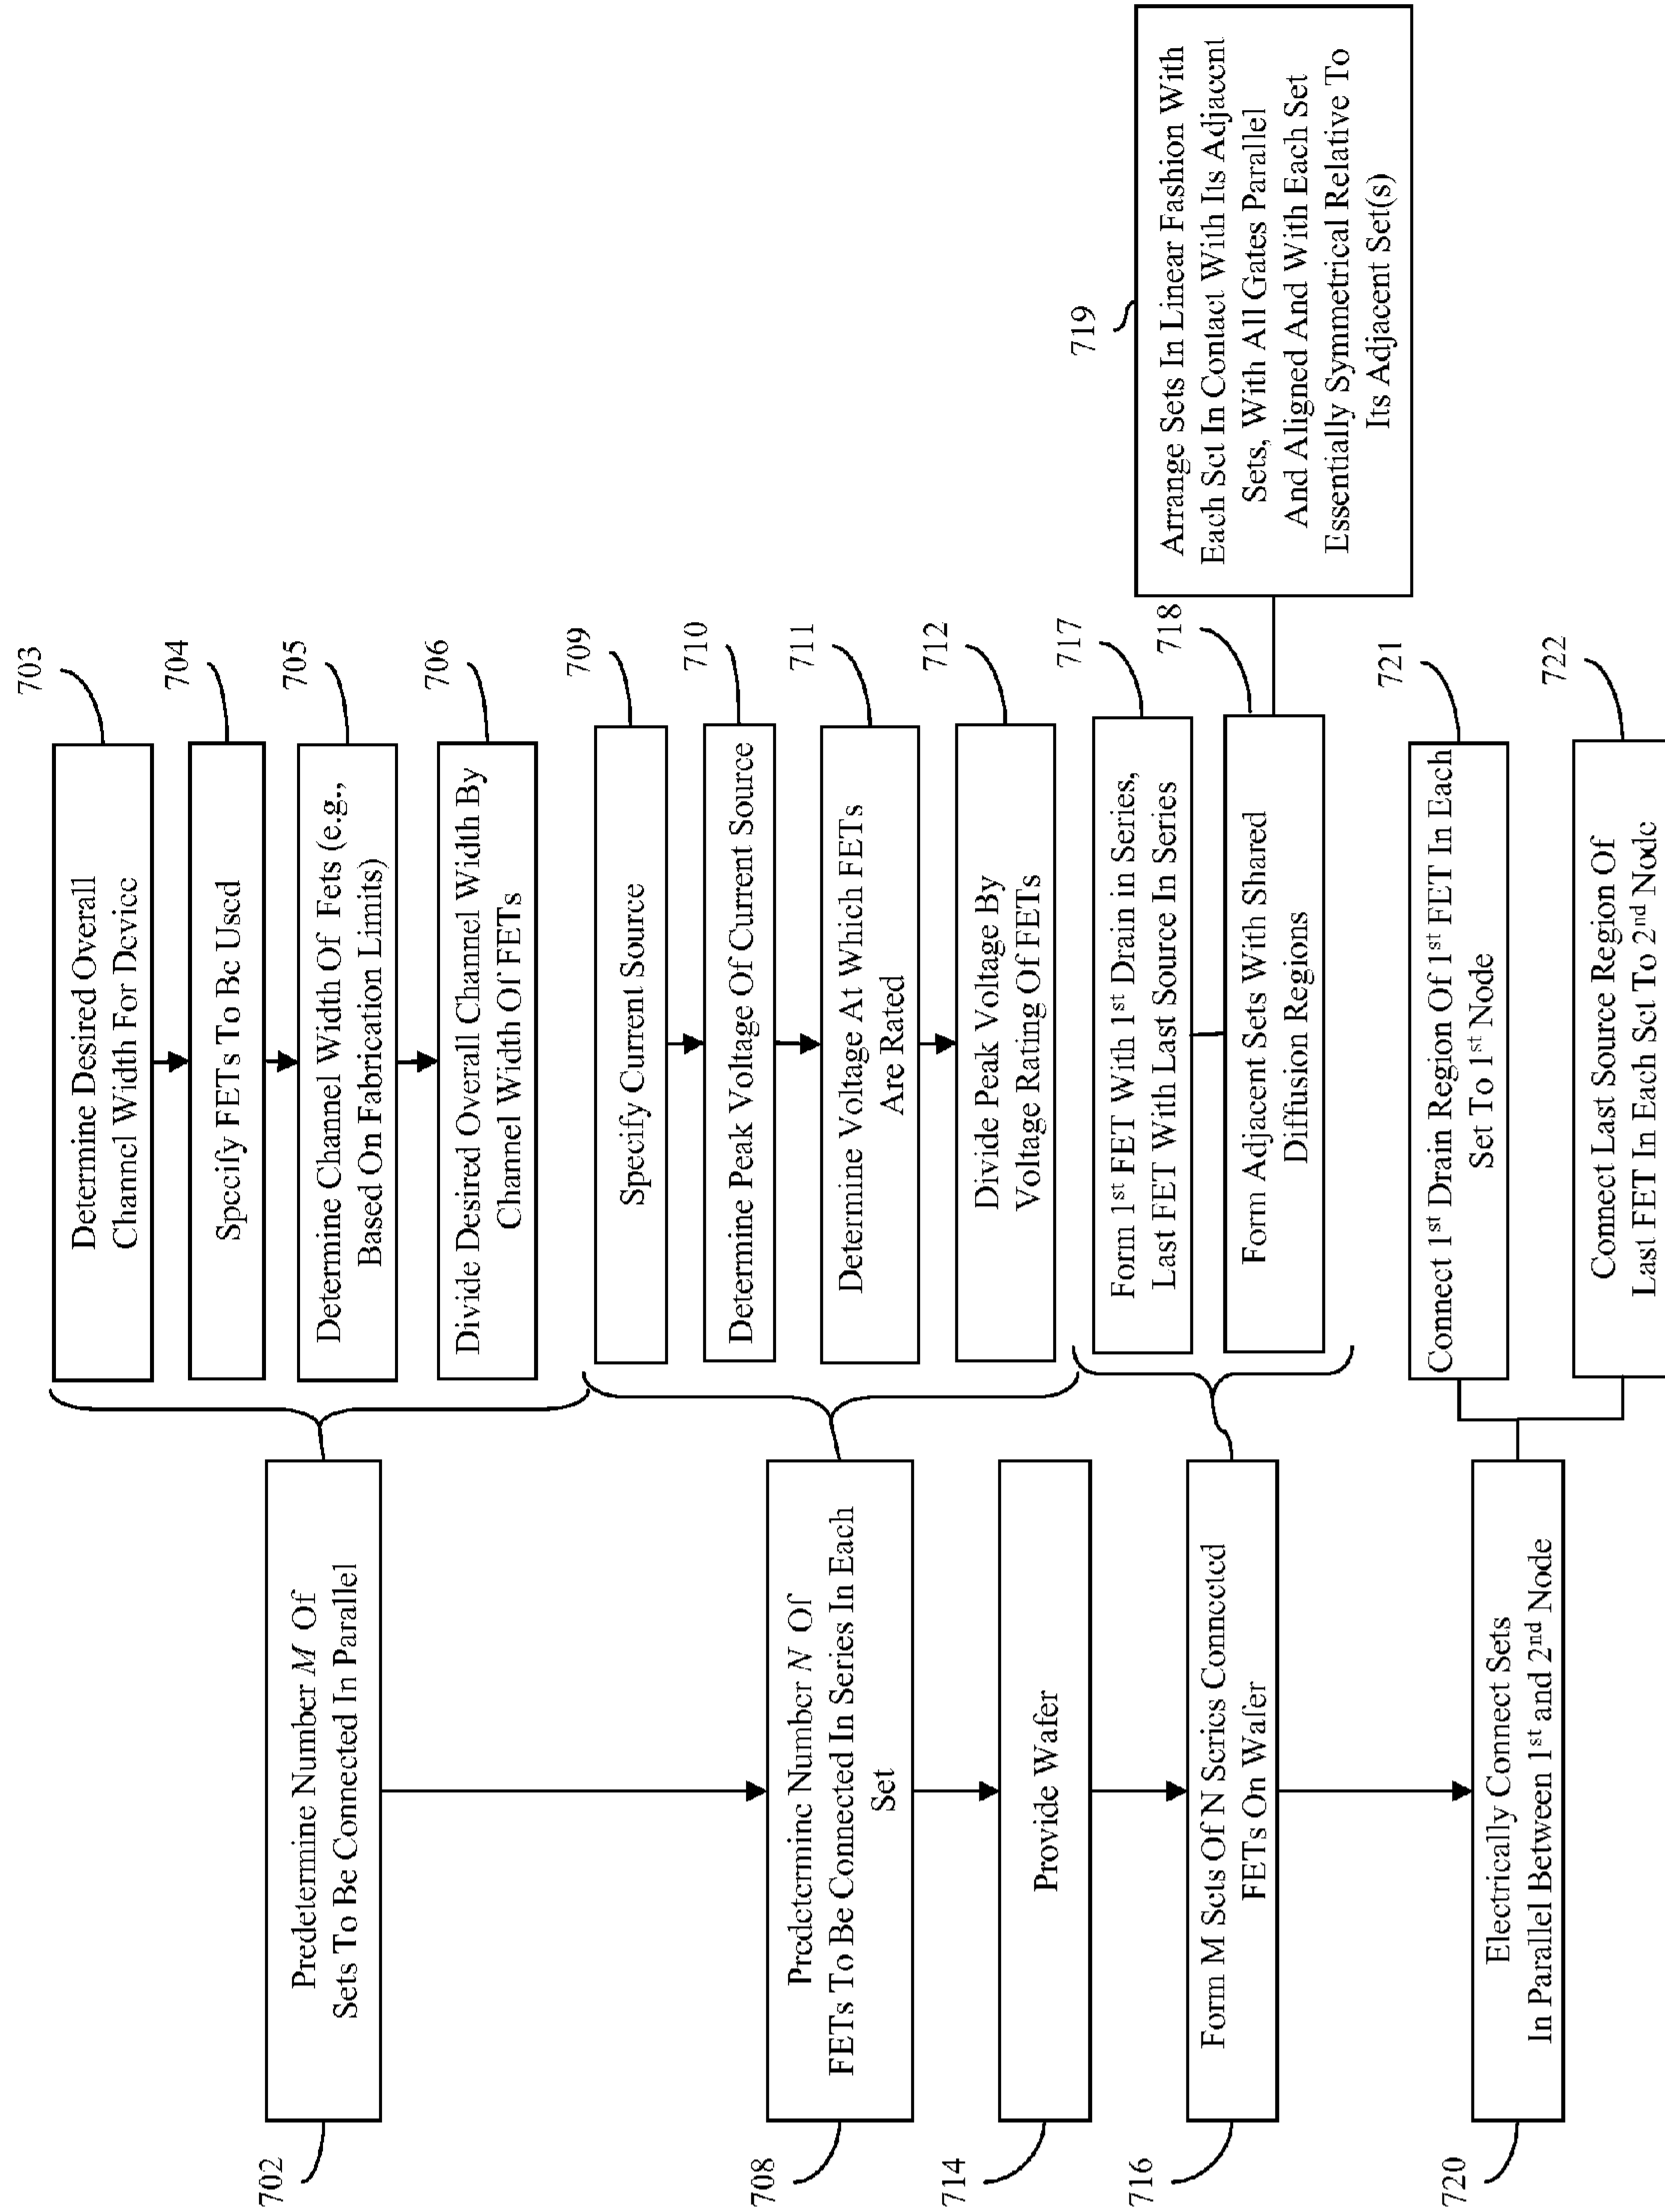 702
Predetermine Number M Of
Sets To Be Connected In Parallel
703
Determine Desired Overall
Channel Width For Device
704
Specify FETs To Be Used
705
Determine Channel Width Of Fets (e.g.,
Based On Fabrication Limits)
706
Divide Desired Overall Channel Width By
Channel Width Of FETs
708
Predetermine Number N Of
FETs To Be Connected In Series In Each
Set
709
Specify Current Source
710
Determine Peak Voltage Of Current Source
711
Determine Voltage At Which FETs
Are Rated
712
Divide Peak Voltage By
Voltage Rating Of FETs
714
Provide Wafer
716
Form M Sets Of N Series Connected
FETs On Wafer
717
Form 1st FET With 1st Drain in Series,
Last FET With Last Source In Series
718
Form Adjacent Sets With Shared
Diffusion Regions
719
Arrange Sets In Linear Fashion With
Each Set In Contact With Its Adjacent
Sets, With All Gates Parallel
And Aligned And With Each Set
Essentially Symmetrical Relative To
Its Adjacent Set(s)
720
Electrically Connect Sets
In Parallel Between 1st and 2nd Node
721
Connect 1st Drain Region Of 1st FET In Each
Set To 1st Node
722
Connect Last Source Region Of
Last FET In Each Set To 2nd Node